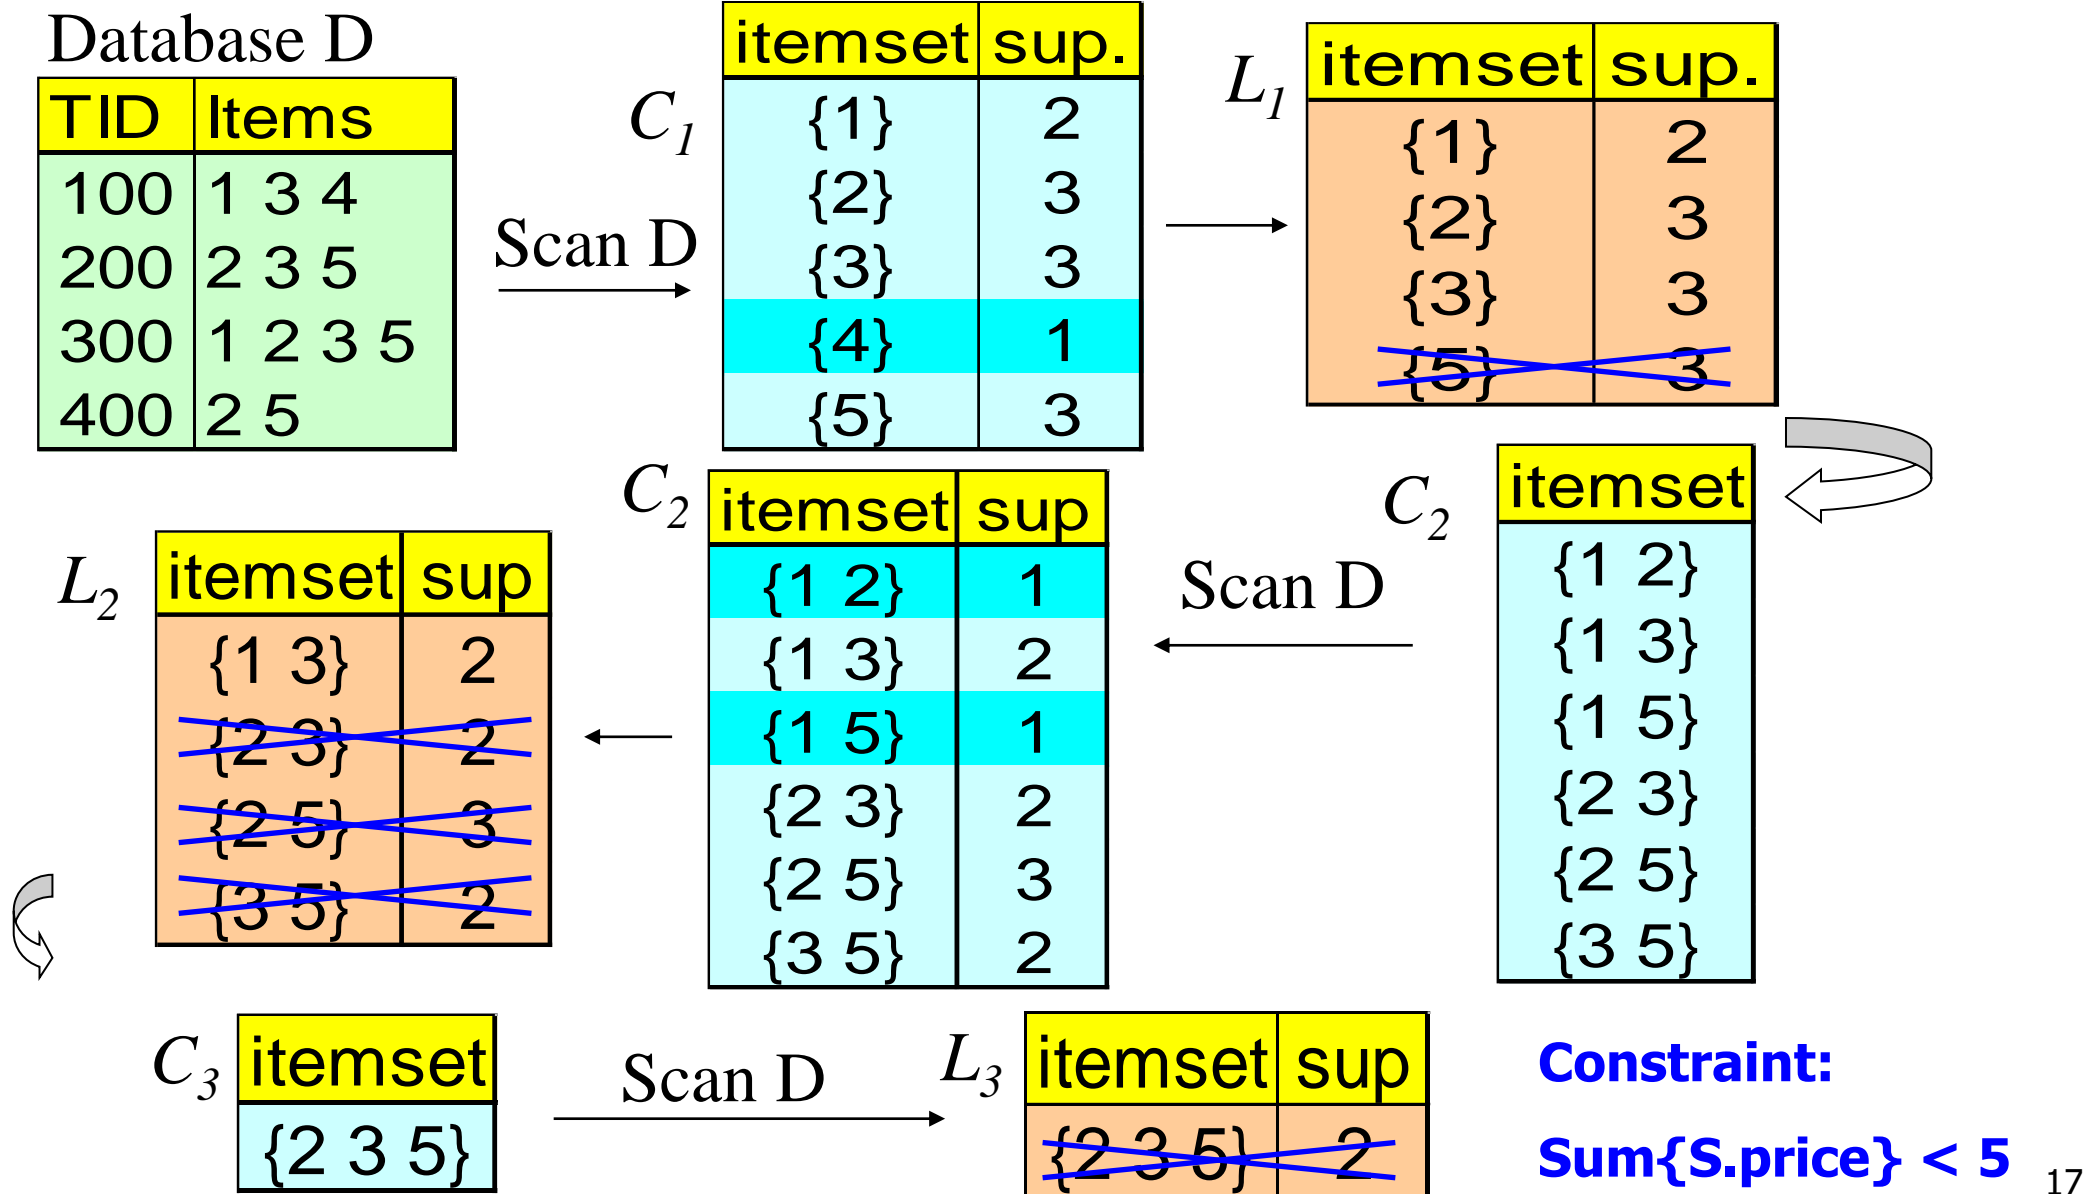 Database D
TID Items
100 1 3 4
200 2 3 5
300 1 2 3 5
400 2 5
Scan D
C1
itemset sup.
{1} 2
{2} 3
{3} 3
{4} 1
{5} 3
L1
itemset sup.
{1} 2
{2} 3
{3} 3
{5} 3
C2
itemset
{1 2}
{1 3}
{1 5}
{2 3}
{2 5}
{3 5}
Scan D
C2
itemset sup
{1 2} 1
{1 3} 2
{1 5} 1
{2 3} 2
{2 5} 3
{3 5} 2
L2
itemset sup
{1 3} 2
{2 3} 2
{2 5} 3
{3 5} 2
C3
itemset
{2 3 5}
Scan D
L3
itemset sup
{2 3 5} 2
Constraint:
Sum{S.price} < 5
17